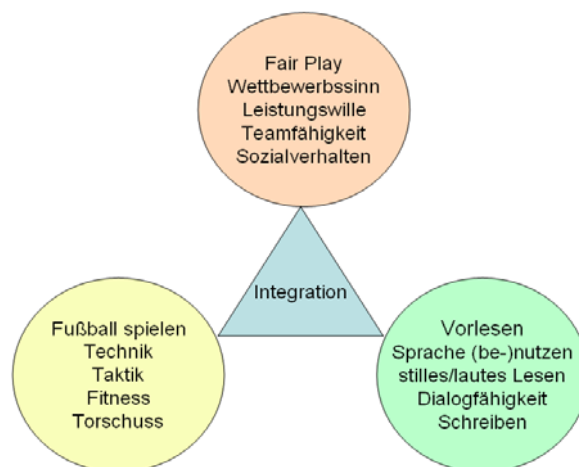 Fair Play
Wettbewerbssinn
Leistungswille
Teamfähigkeit
Sozialverhalten
Integration
Fußball spielen
Technik
Taktik
Fitness
Torschuss
Vorlesen
Sprache (be-)nutzen
stilles/lautes Lesen
Dialogfähigkeit
Schreiben